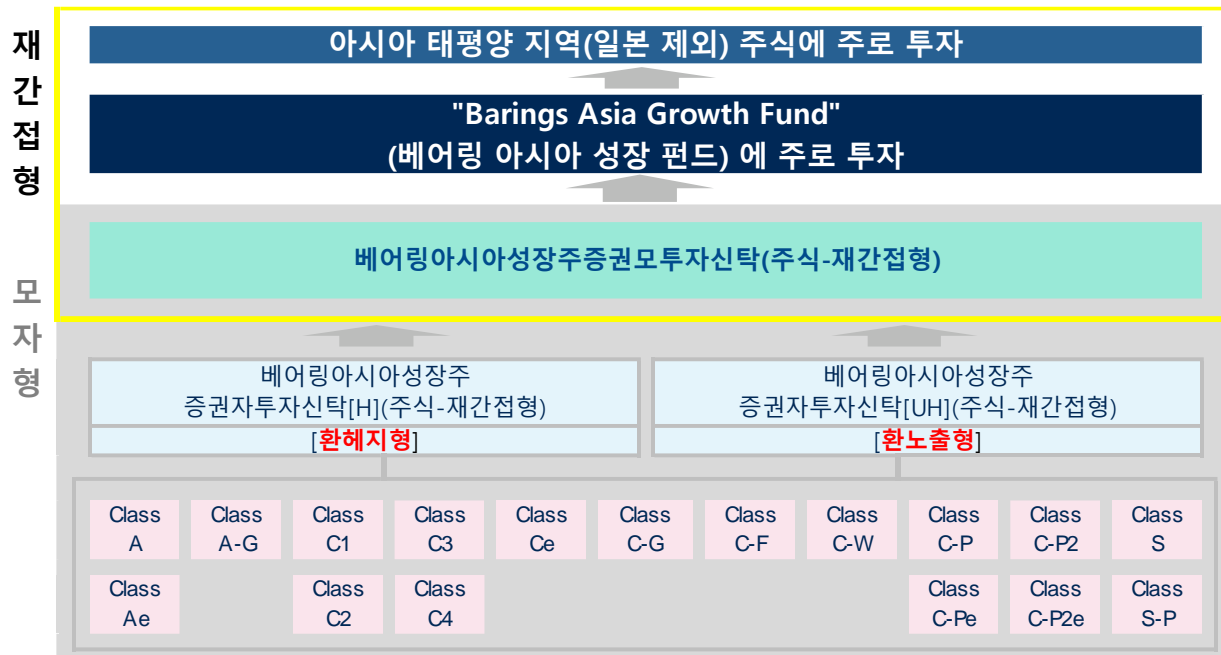 재
간
접
형
아시아 태평양 지역(일본 제외) 주식에 주로 투자
"Barings Asia Growth Fund"
(베어링 아시아 성장 펀드) 에 주로 투자
베어링아시아성장주증권모투자신탁(주식-재간접형)
모
자
형
베어링아시아성장주
증권자투자신탁[H](주식-재간접형)
[환헤지형]
베어링아시아성장주
증권자투자신탁[UH](주식-재간접형)
[환노출형]
Class
A
Class
A-G
Class
C1
Class
C3
Class
Ce
Class
C-G
Class
C-F
Class
C-W
Class
C-P
Class
C-P2
Class
S
Class
Ae
Class
C2
Class
C4
Class
C-Pe
Class
C-P2e
Class
S-P